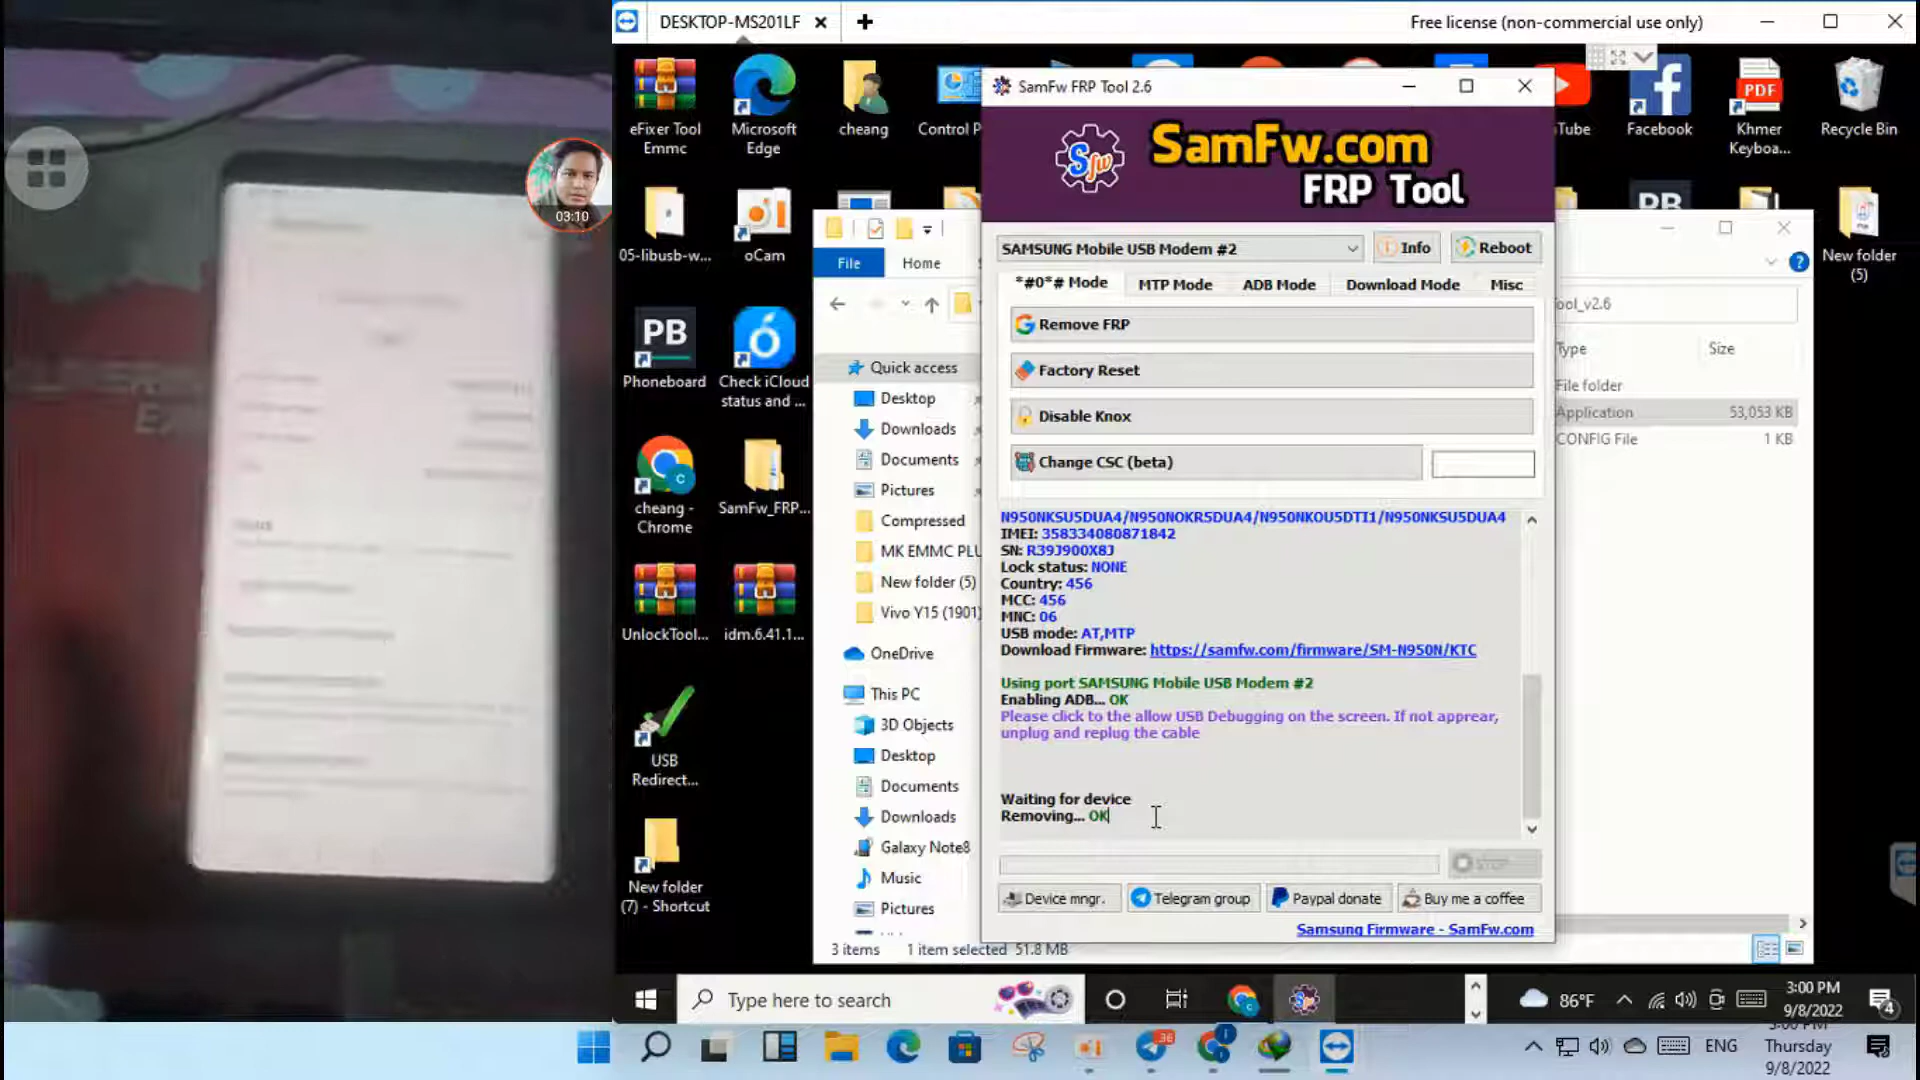 DESKTOP-MS201LF
Free license (non-commercial use only)
03:10
eFixer Tool Emmc
Microsoft Edge
cheang
Control P
Tube
Facebook
PDF
Khmer Keyboa...
Recycle Bin
05-libusb-w...
oCam
New folder (5)
PB
Phoneboard
Check iCloud status and ...
cheang - Chrome
SamFw_FRP...
UnlockTool...
idm.6.41.1...
USB Redirect...
New folder (7) - Shortcut
SamFw FRP Tool 2.6
Sfw
SamFw.com
FRP Tool
SAMSUNG Mobile USB Modem #2
Info
Reboot
*#0*# Mode
MTP Mode
ADB Mode
Download Mode
Misc
Remove FRP
Factory Reset
Disable Knox
Change CSC (beta)
N950NKSU5DUA4/N950NOKR5DUA4/N950NKOU5DTI1/N950NKSU5DUA4
IMEI: 358334080871842
SN: R39J900X8J
Lock status: NONE
Country: 456
MCC: 456
MNC: 06
USB mode: AT,MTP
Download Firmware: https://samfw.com/firmware/SM-N950N/KTC
Using port SAMSUNG Mobile USB Modem #2
Enabling ADB... OK
Please click to the allow USB Debugging on the screen. If not apprear,
unplug and replug the cable
Waiting for device
Removing... OK
STOP
Device mngr.
Telegram group
Paypal donate
Buy me a coffee
Samsung Firmware - SamFw.com
File
Home
ool_v2.6
Type
Size
File folder
Application
53,053 KB
CONFIG File
1 KB
Quick access
Desktop
Downloads
Documents
Pictures
Compressed
MK EMMC PLU
New folder (5)
Vivo Y15 (1901)
OneDrive
This PC
3D Objects
Desktop
Documents
Downloads
Galaxy Note8
Music
Pictures
3 items
1 item selected 51.8 MB
Type here to search
86°F
3:00 PM
9/8/2022
4
36
ENG
Thursday
9/8/2022